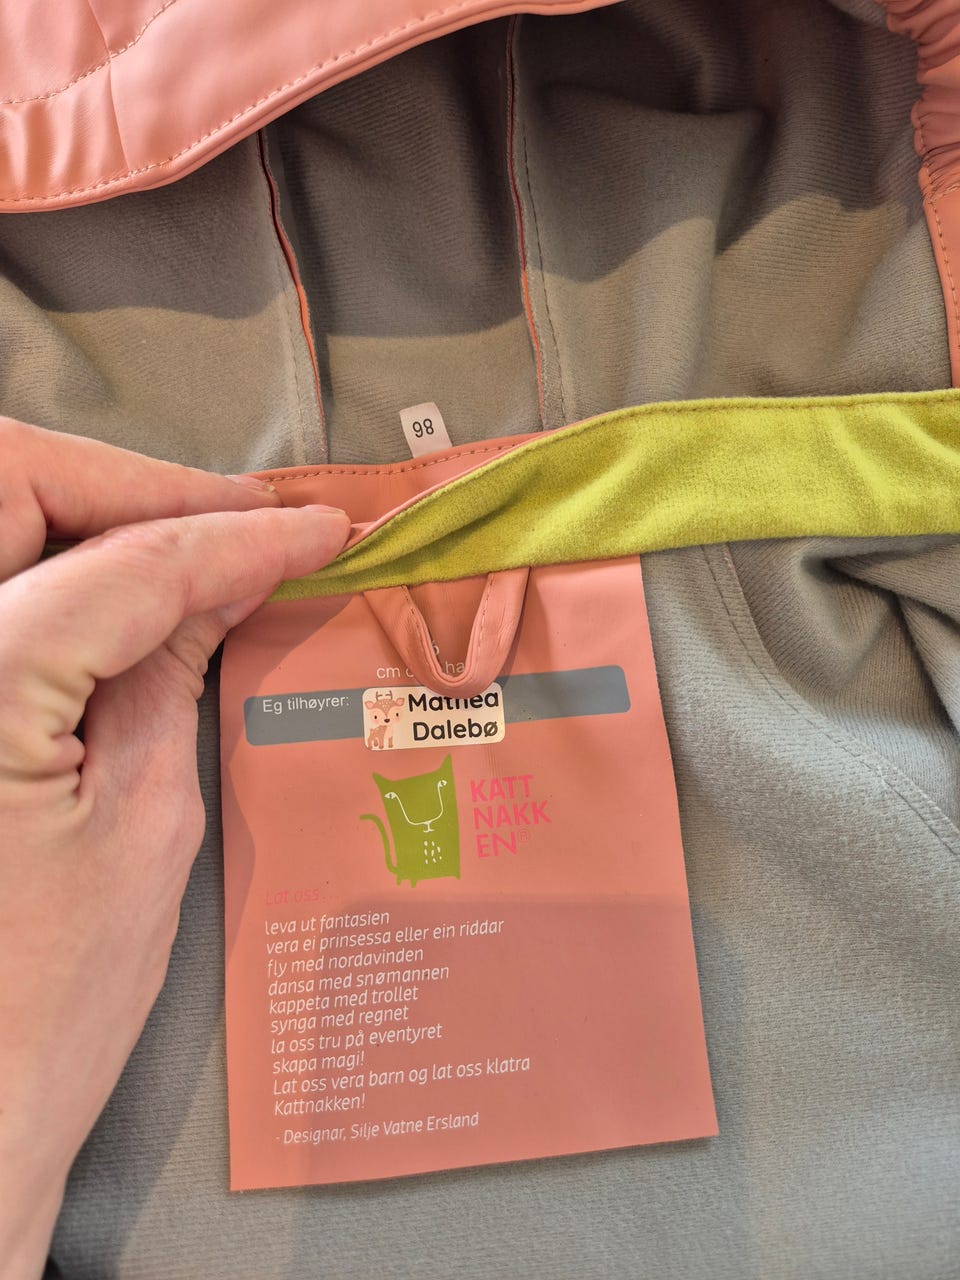 98
cm
Eg tilhøyrer:
Mathea
Dalebø
KATT
NAKK
EN®
Lat oss...
leva ut fantasien
vera ei prinsessa eller ein riddar
fly med nordavinden
dansa med snømannen
kappeta med trollet
synga med regnet
la oss tru på eventyret
skapa magi!
Lat oss vera barn og lat oss klatra
Kattnakken!
- Designar, Silje Vatne Ersland